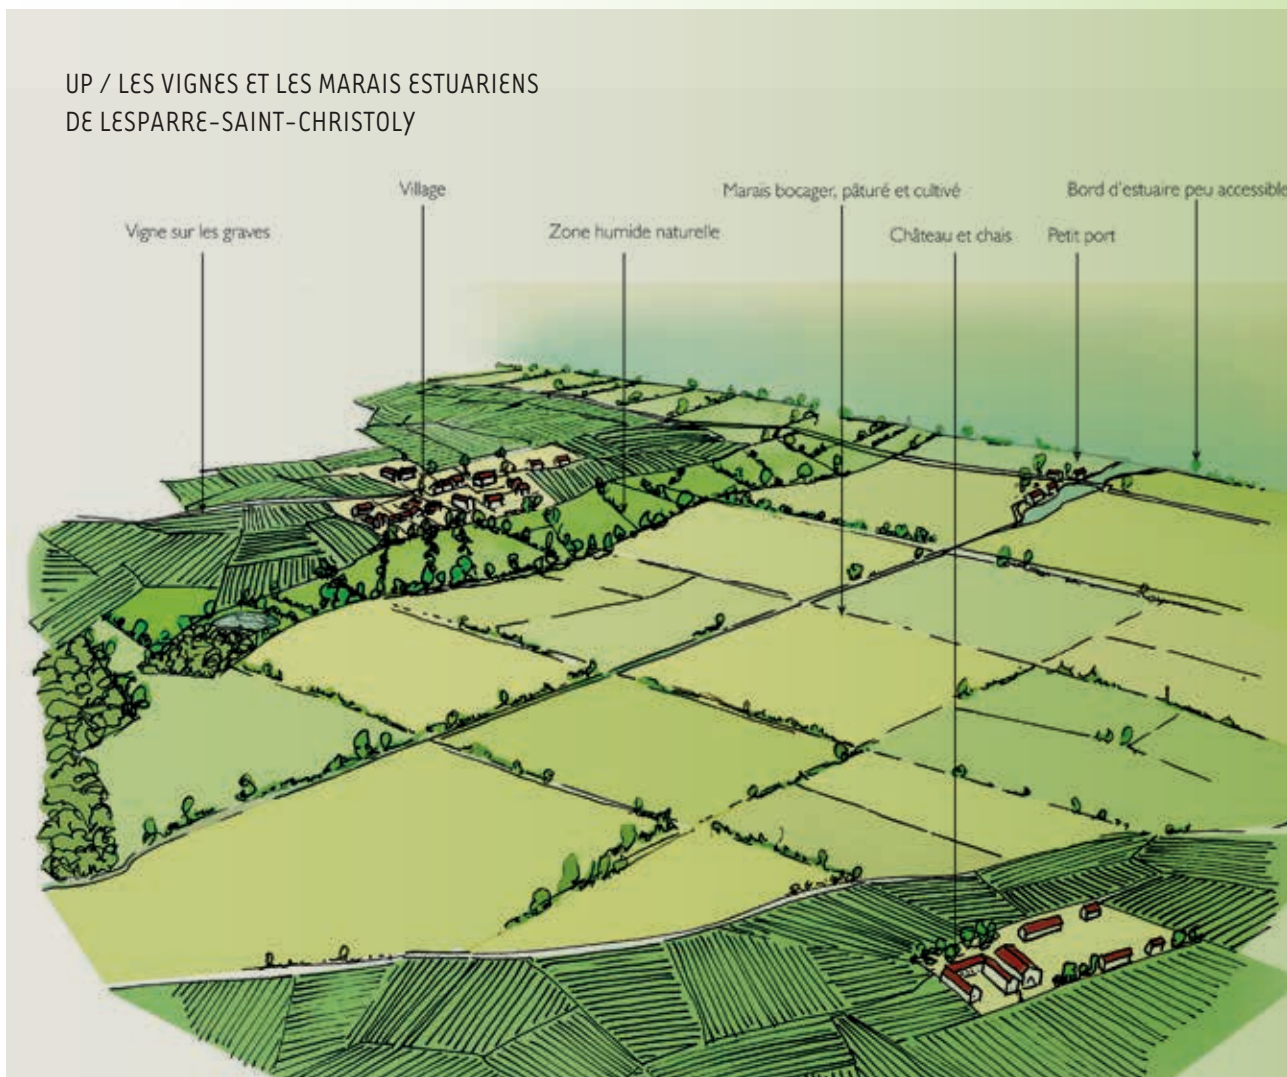 UP / LES VIGNES ET LES MARAIS ESTUARIENS
DE LESPARRE-SAINT-CHRISTOLY
Village
Marais bocager, pâturé et cultivé
Bord d'estuaire peu accessible
Vigne sur les graves
Zone humide naturelle
Château et chais
Petit port